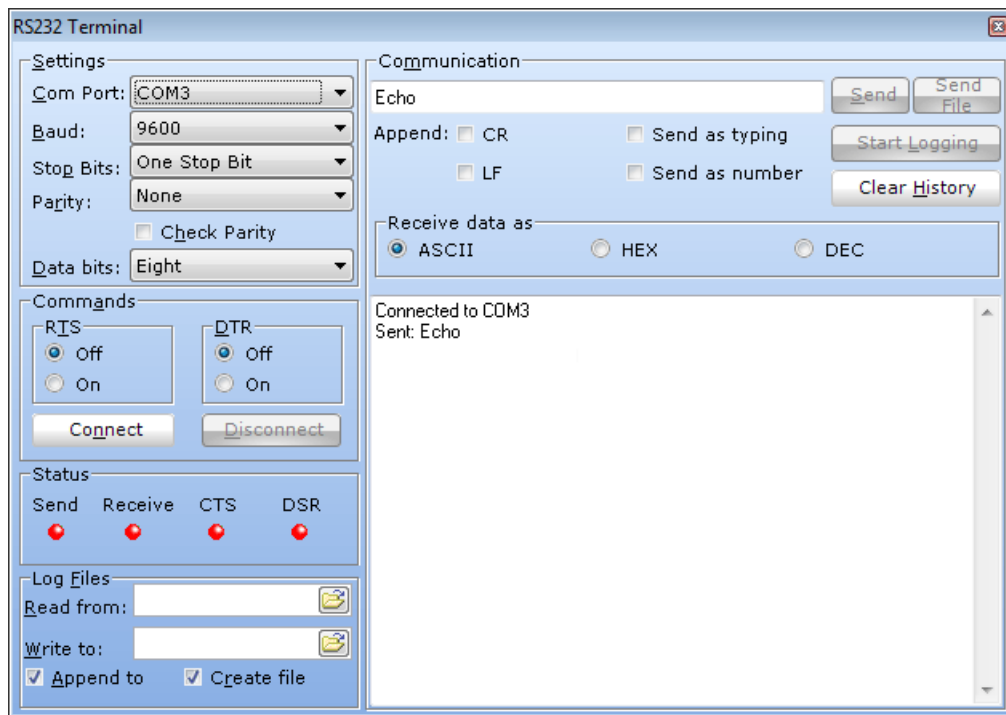 RS232 Terminal
Settings
Com Port: COM3
Baud: 9600
Stop Bits: One Stop Bit
Parity: None
Check Parity
Data bits: Eight
Commands
RTS
Off
On
DTR
Off
On
Connect Disconnect
Status
Send Receive CTS DSR
Log Files
Read from:
Write to:
Append to Create file
Communication
Echo
Send
Send File
Append: CR Send as typing
Start Logging
LF Send as number
Clear History
Receive data as
ASCII HEX DEC
Connected to COM3
Sent: Echo